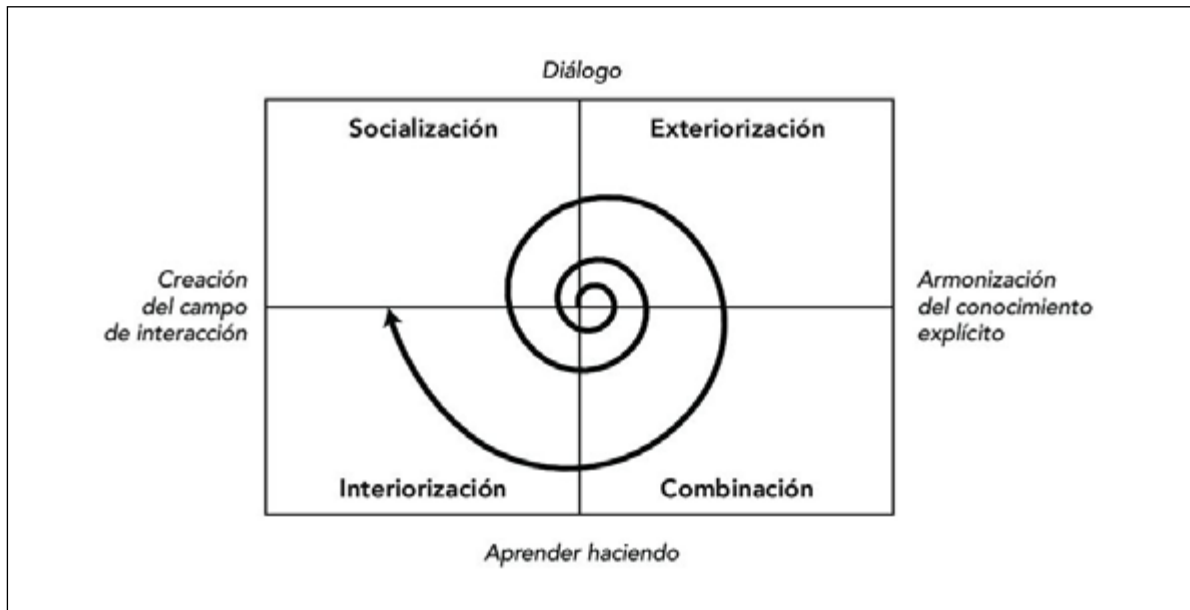 Diálogo
Socialización
Exteriorización
Creación
del campo
de interacción
Armonización
del conocimiento
explícito
Interiorización
Combinación
Aprender haciendo